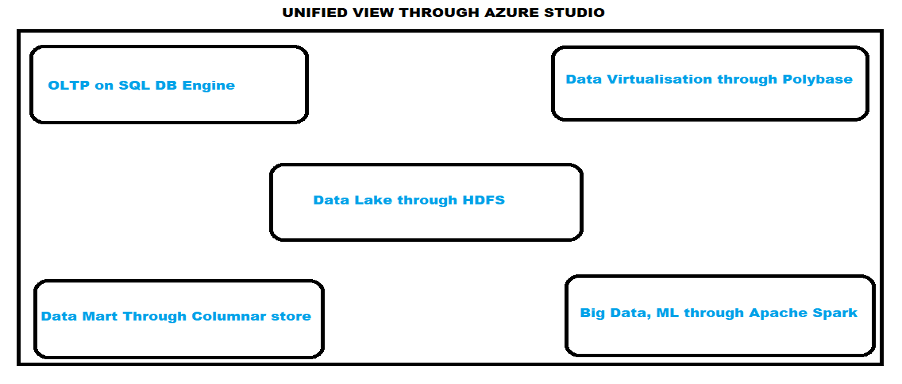 UNIFIED VIEW THROUGH AZURE STUDIO
OLTP on SQL DB Engine
Data Virtualisation through Polybase
Data Lake through HDFS
Data Mart Through Columnar store
Big Data, ML through Apache Spark